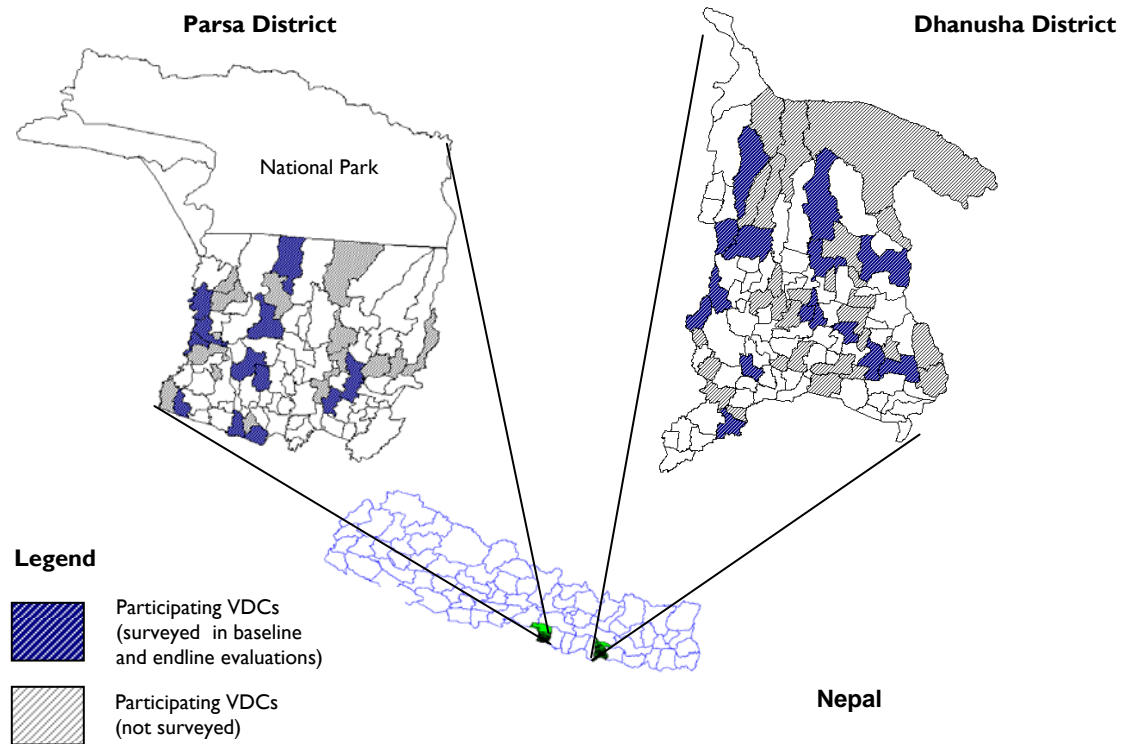 Parsa District
Dhanusha District
National Park
Legend
Participating VDCs
(surveyed in baseline
and endline evaluations)
Participating VDCs
(not surveyed)
Nepal